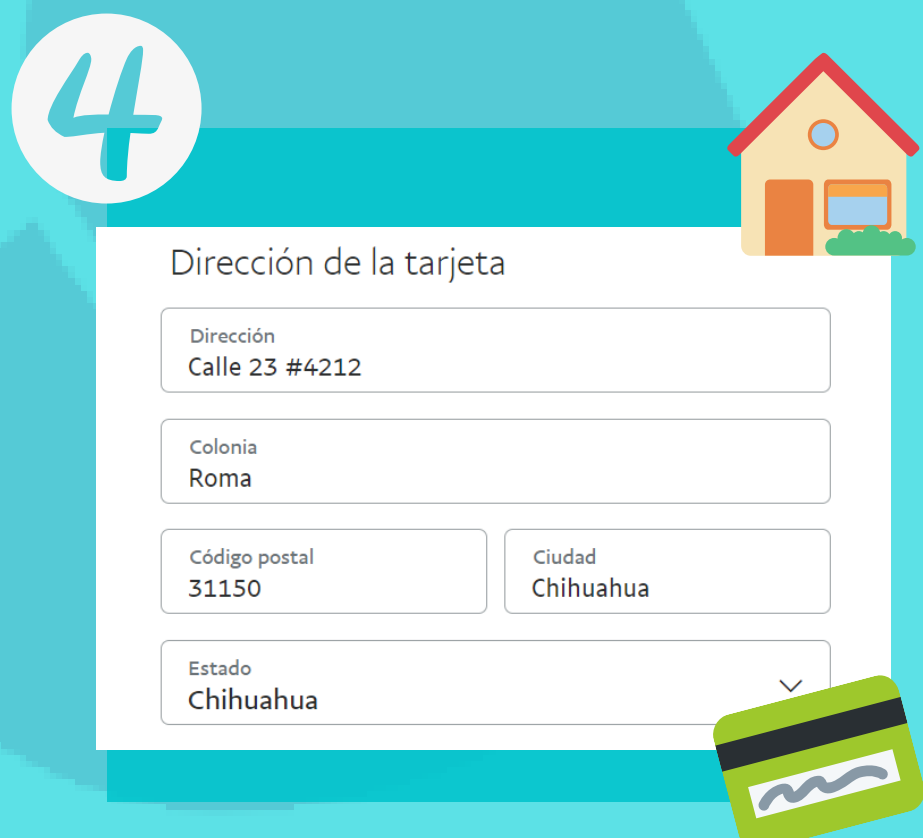 4
Dirección de la tarjeta
Dirección
Calle 23 #4212
Colonia
Roma
Código postal
31150
Ciudad
Chihuahua
Estado
Chihuahua